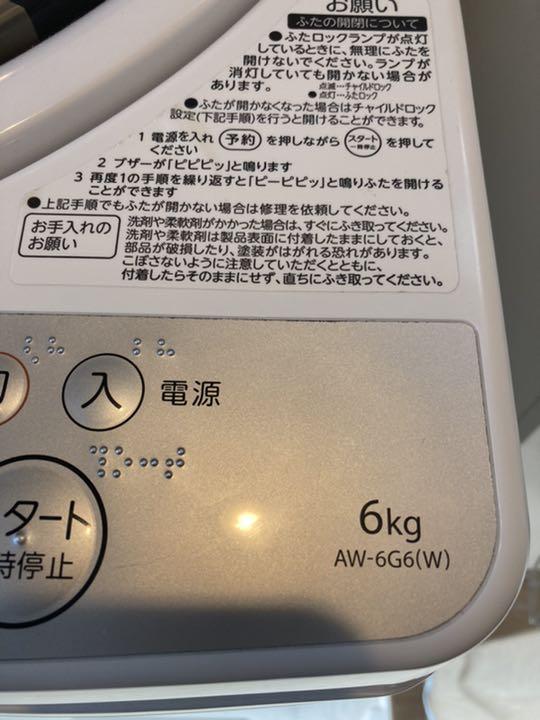 お願い
ふたの開閉について
●ふたロックランプが点灯
しているときに、無理にふたを
開けないでください。ランプが
消灯していても開かない場合が
あります。 点滅…チャイルドロック
● 点灯…ふたロック
●ふたが開かなくなった場合はチャイルドロック
設定(下記手順)を行うと開けることができます。
1 電源を入れ 予約 を押しながら スタート 一時停止 を押して
ください
2 ブザーが「ピピピッ」と鳴ります
3 再度1の手順を繰り返すと「ピーピピッ」と鳴りふたを開ける
ことができます
●上記手順でもふたが開かない場合は修理を依頼してください。
お手入れの
お願い
洗剤や柔軟剤がかかった場合は、すぐにふき取ってください。
洗剤や柔軟剤は製品表面に付着したままにしておくと、
部品が破損したり、塗装がはがれる恐れがあります。
こぼさないように注意していただくとともに、
付着したらそのままにせず、直ちにふき取ってください。
切 入 電源
タート
時停止
6kg
AW-6G6(W)